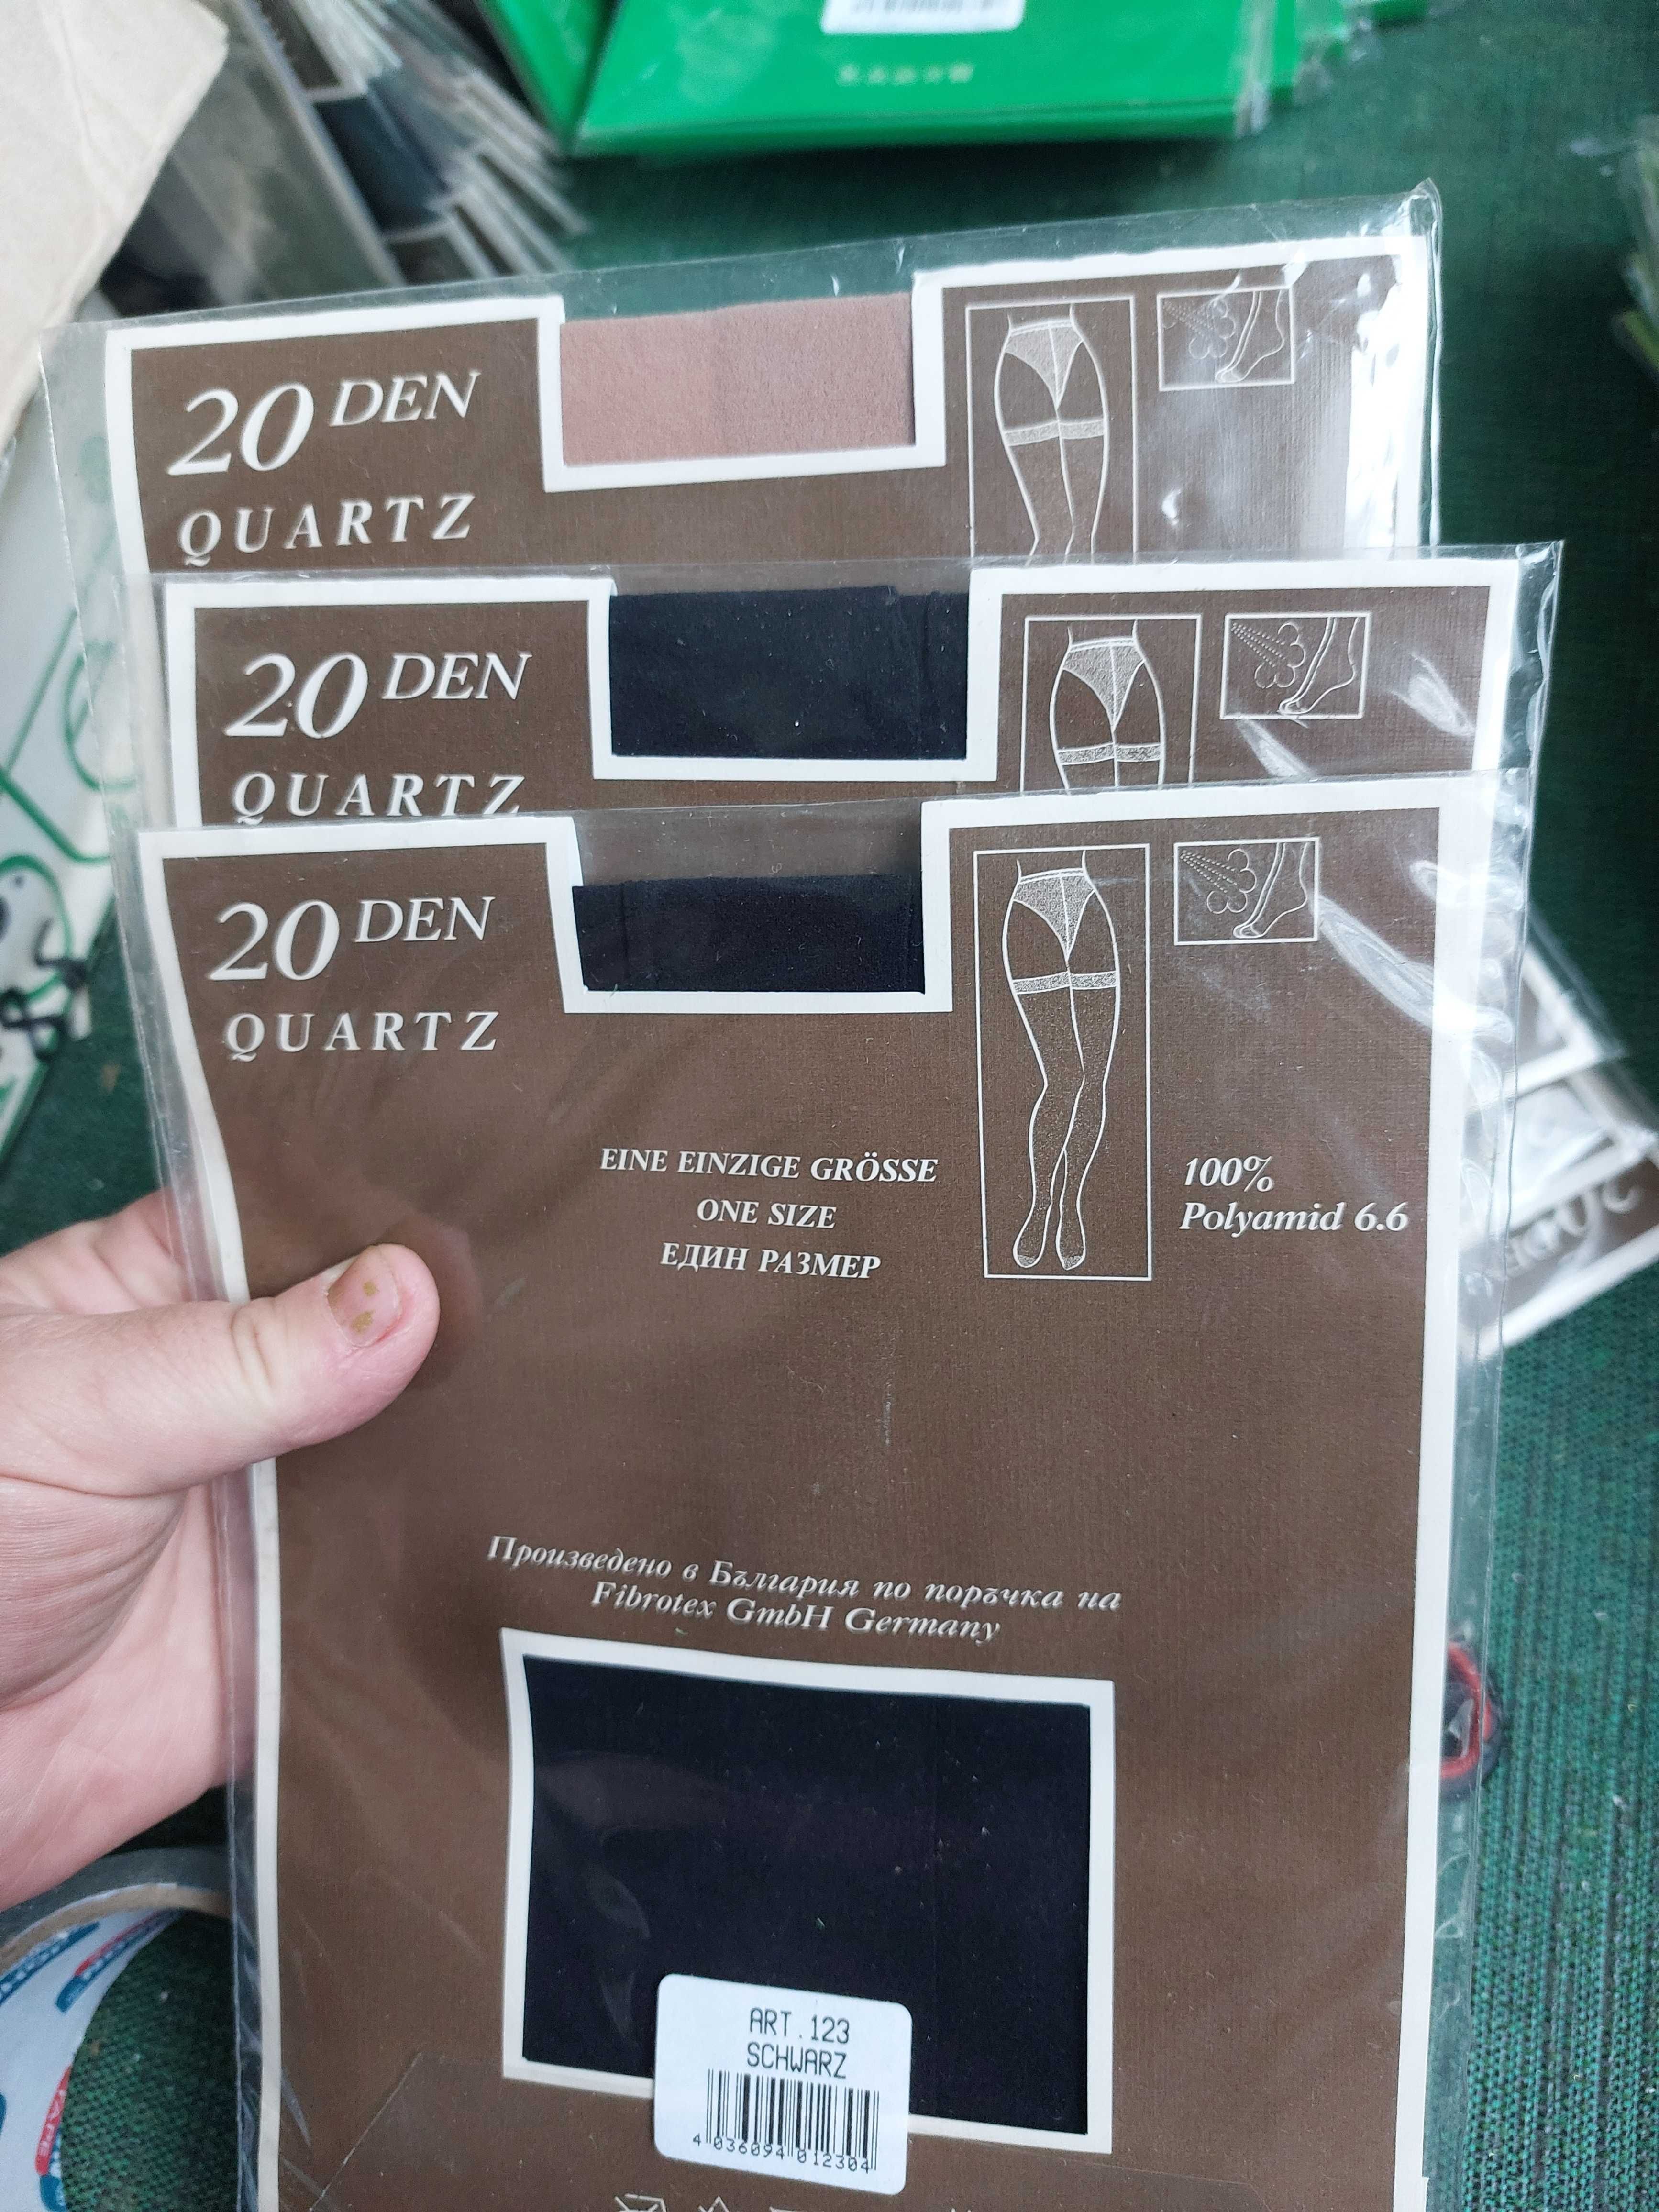 20 DEN
QUARTZ
20 DEN
QUARTZ
20 DEN
QUARTZ
EINE EINZIGE GRÖSSE
ONE SIZE
ЕДИН РАЗМЕР
100%
Polyamid 6.6
Произведено в България по поръчка на
Fibrotex GmbH Germany
ART.123
SCHWARZ
4 036094 012304